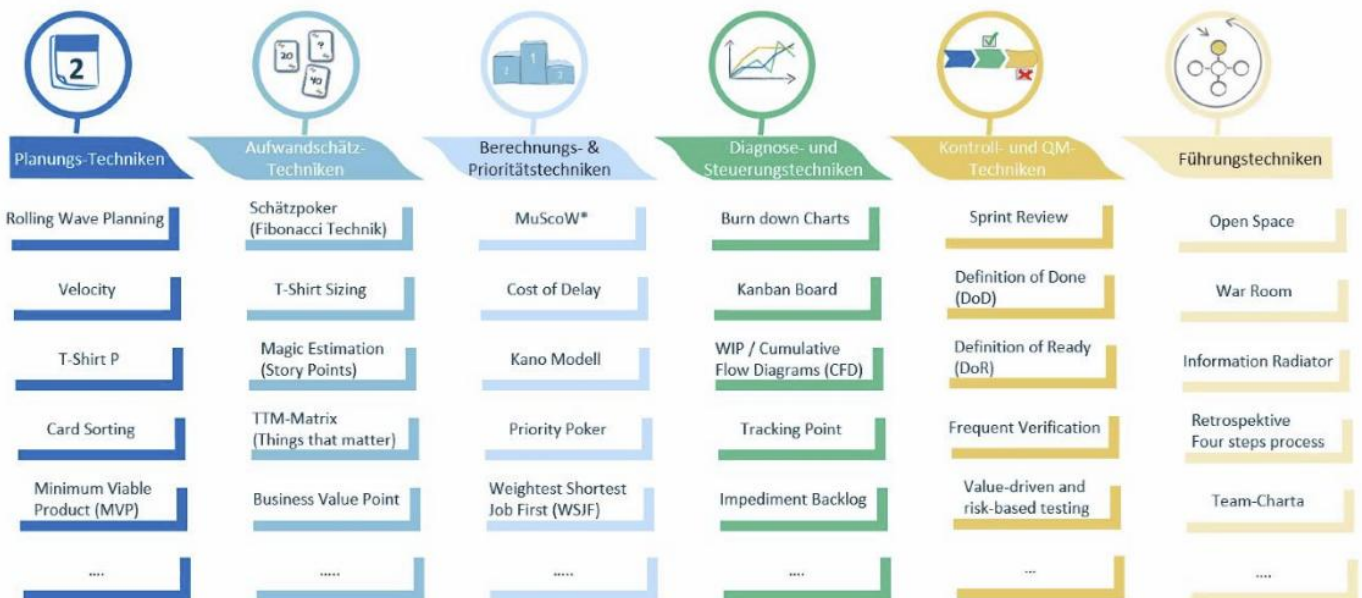 2
20
?
40
1
2
3
Planungs-Techniken
Rolling Wave Planning
Velocity
T-Shirt P
Card Sorting
Minimum Viable
Product (MVP)
....
Aufwandschätz-
Techniken
Schätzpoker
(Fibonacci Technik)
T-Shirt Sizing
Magic Estimation
(Story Points)
TTM-Matrix
(Things that matter)
Business Value Point
.....
Berechnungs- &
Prioritätstechniken
MuScoW*
Cost of Delay
Kano Modell
Priority Poker
Weightest Shortest
Job First (WSJF)
.....
Diagnose- und
Steuerungstechniken
Burn down Charts
Kanban Board
WIP / Cumulative
Flow Diagrams (CFD)
Tracking Point
Impediment Backlog
....
Kontroll- und QM-
Techniken
Sprint Review
Definition of Done
(DoD)
Definition of Ready
(DoR)
Frequent Verification
Value-driven and
risk-based testing
...
Führungstechniken
Open Space
War Room
Information Radiator
Retrospektive
Four steps process
Team-Charta
....